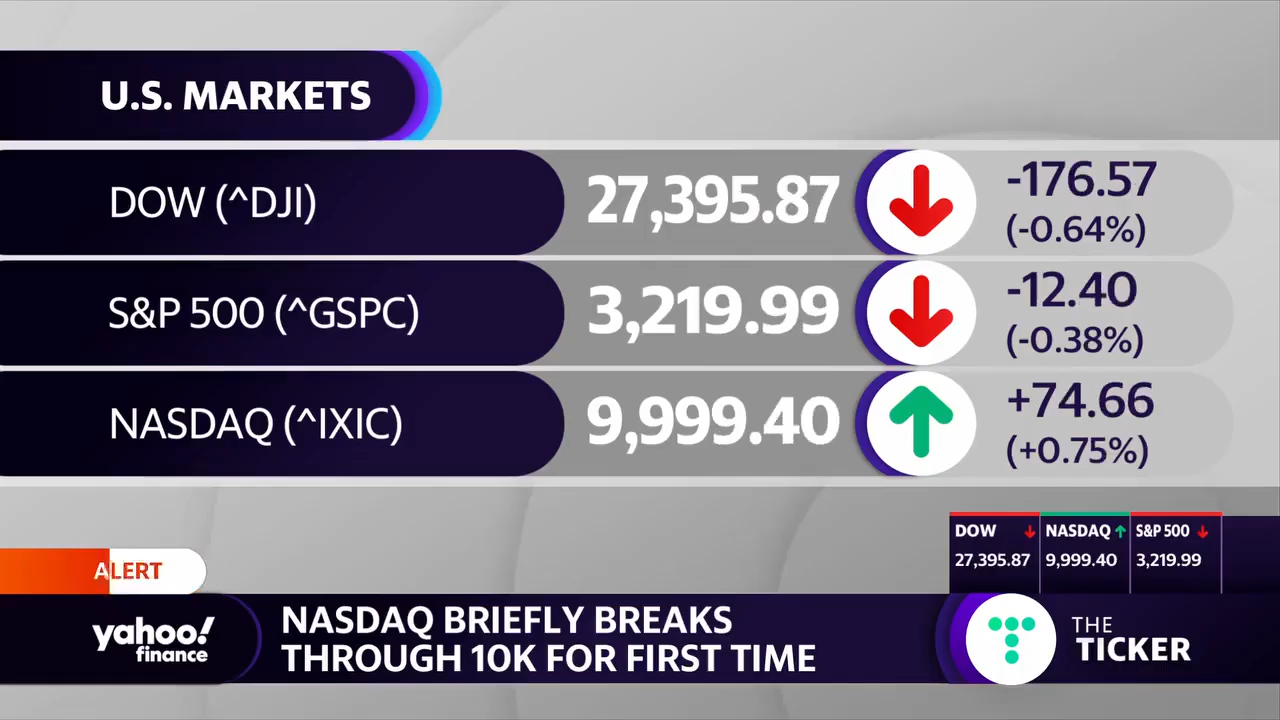 U.S. MARKETS
DOW (^DJI) 27,395.87 -176.57
(-0.64%)
S&P 500 (^GSPC) 3,219.99 -12.40
(-0.38%)
NASDAQ (^IXIC) 9,999.40 +74.66
(+0.75%)
DOW NASDAQ S&P 500
27,395.87 9,999.40 3,219.99
ALERT
yahoo!
finance
NASDAQ BRIEFLY BREAKS
THROUGH 10K FOR FIRST TIME
THE
TICKER